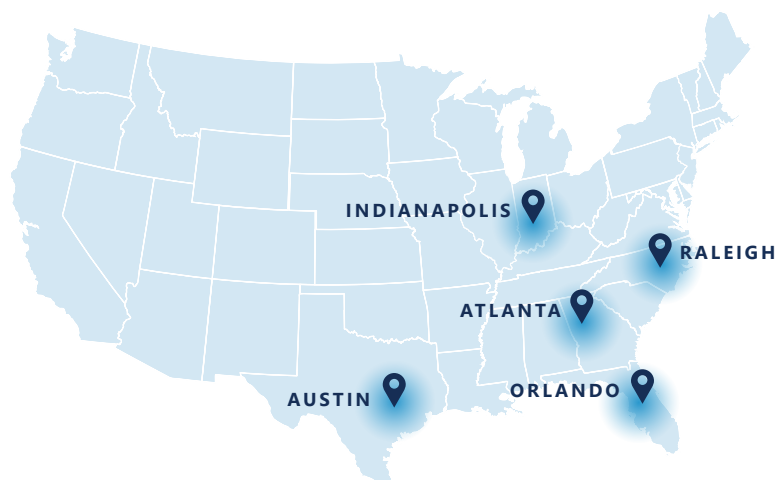 INDIANAPOLIS
RALEIGH
ATLANTA
ORLANDO
AUSTIN